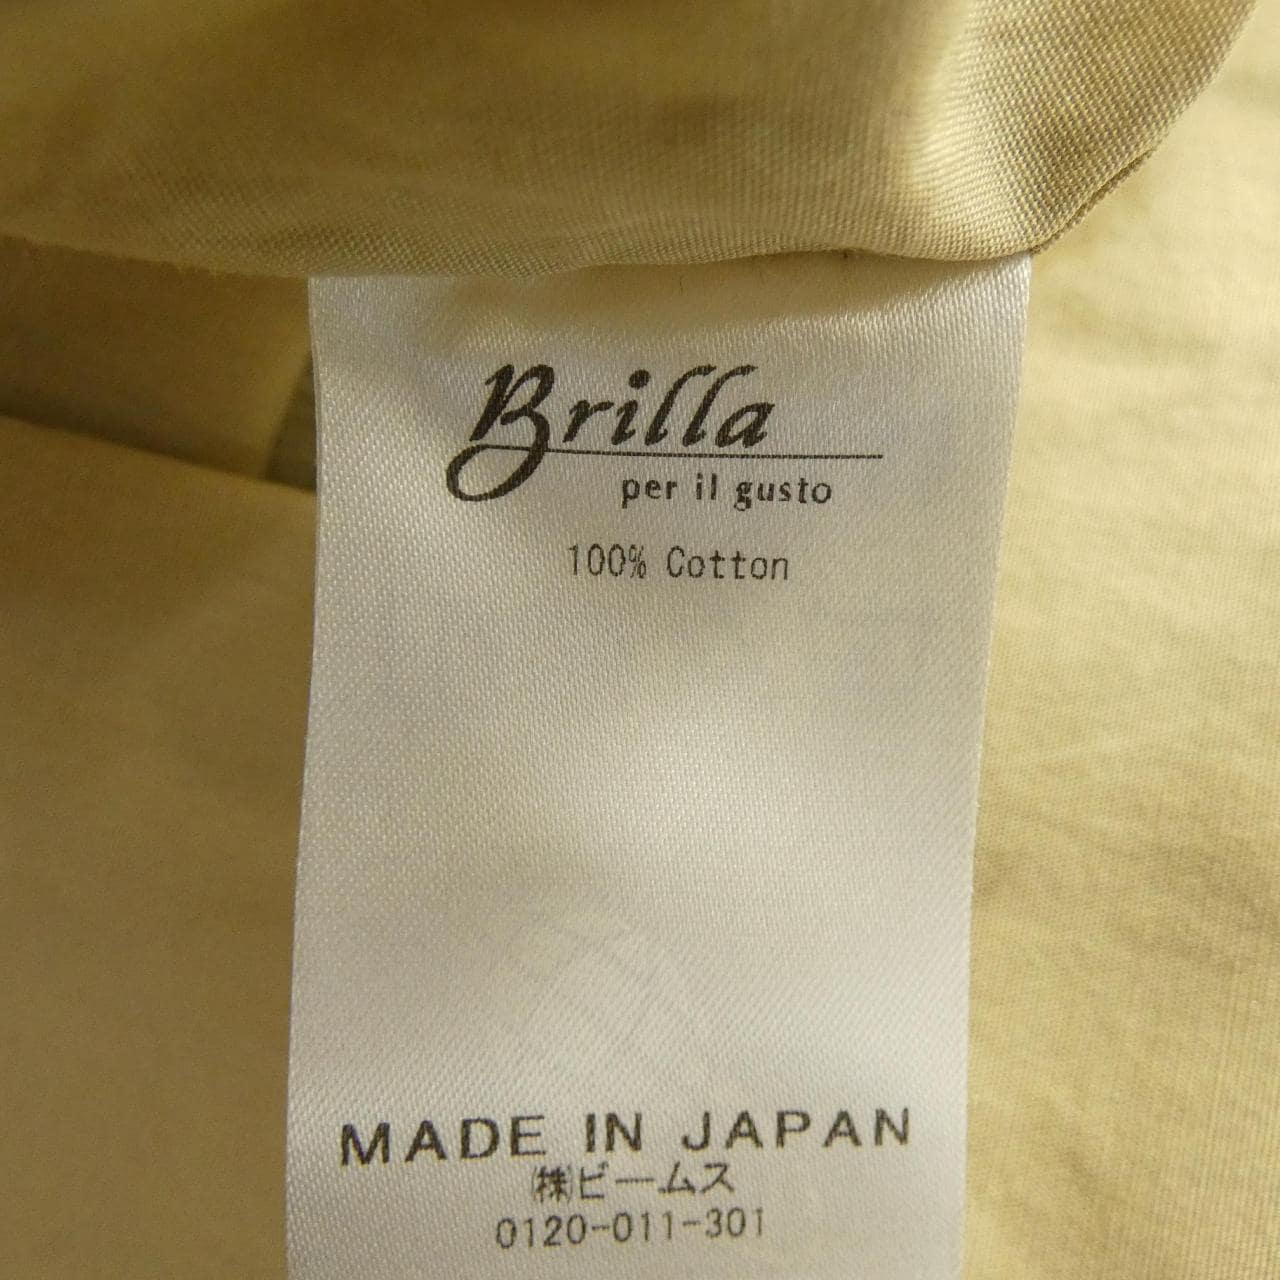 Brilla
per il gusto
100% Cotton
MADE IN JAPAN
㈱ビームス
0120-011-301